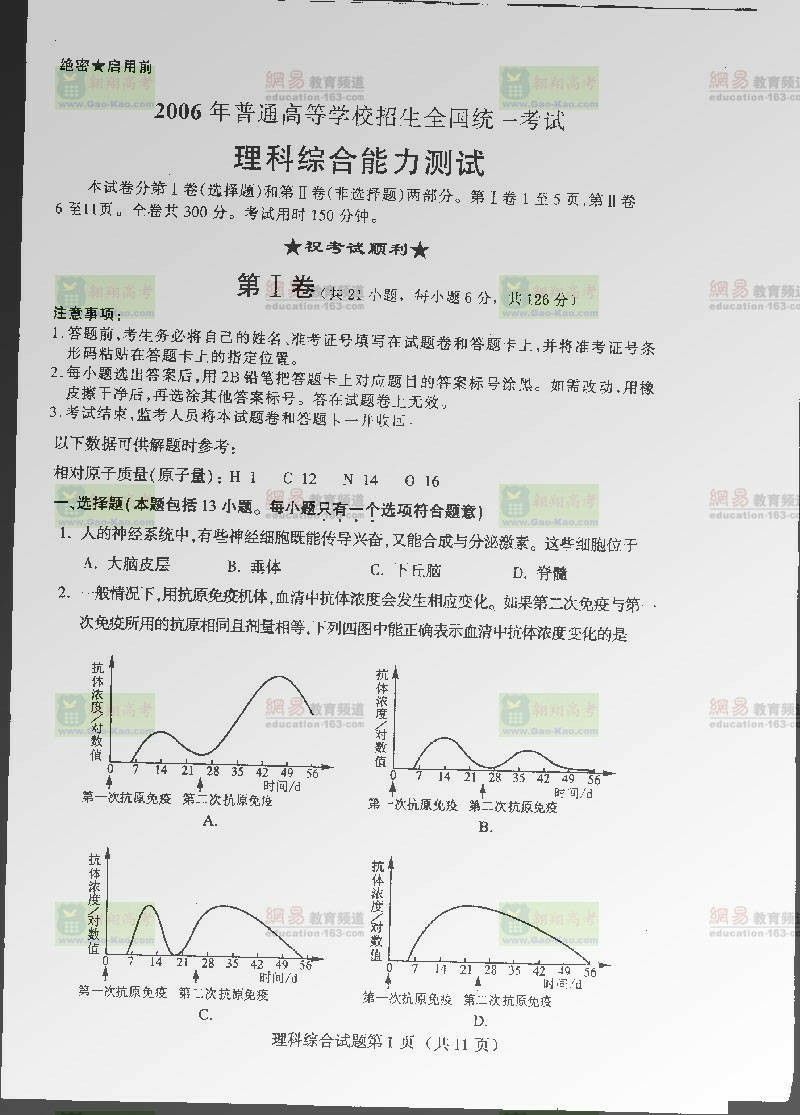 绝密★启用前
2006 年普通高等学校招生全国统一考试
理科综合能力测试
本试卷分第Ⅰ卷(选择题)和第Ⅱ卷(非选择题)两部分。第Ⅰ卷 1 至 5 页,第Ⅱ卷
6 至11页。全卷共 300 分。考试用时 150 分钟。
★祝考试顺利★
第 Ⅰ 卷(共 21 小题,每小题 6 分,共 126 分)
注意事项:
1.答题前,考生务必将自己的姓名、准考证号填写在试题卷和答题卡上,并将准考证号条
形码粘贴在答题卡上的指定位置。
2.每小题选出答案后,用 2B 铅笔把答题卡上对应题目的答案标号涂黑。如需改动,用橡
皮擦干净后,再选涂其他答案标号。答在试题卷上无效。
3.考试结束,监考人员将本试题卷和答题卡一并收回.
以下数据可供解题时参考:
相对原子质量(原子量):H 1 C 12 N 14 O 16
一、选择题(本题包括 13 小题。每小题只有一个选项符合题意)
1. 人的神经系统中,有些神经细胞既能传导兴奋,又能合成与分泌激素。这些细胞位于
A. 大脑皮层 B. 垂体 C. 下丘脑 D. 脊髓
2. 一般情况下,用抗原免疫机体,血清中抗体浓度会发生相应变化。如果第二次免疫与第一
次免疫所用的抗原相同且剂量相等,下列四图中能正确表示血清中抗体浓度变化的是
抗体浓度/对数值
0 7 14 21 28 35 42 49 56
时间/d
第一次抗原免疫 第二次抗原免疫
A.
抗体浓度/对数值
0 7 14 21 28 35 42 49 56
时间/d
第一次抗原免疫 第二次抗原免疫
B.
抗体浓度/对数值
0 7 14 21 28 35 42 49 56
时间/d
第一次抗原免疫 第二次抗原免疫
C.
抗体浓度/对数值
0 7 14 21 28 35 42 49 56
时间/d
第一次抗原免疫 第二次抗原免疫
D.
理科综合试题第 1 页 (共 11 页)
朝翔高考
www.Gao-Kao.com
網易 教育频道
education·163·com